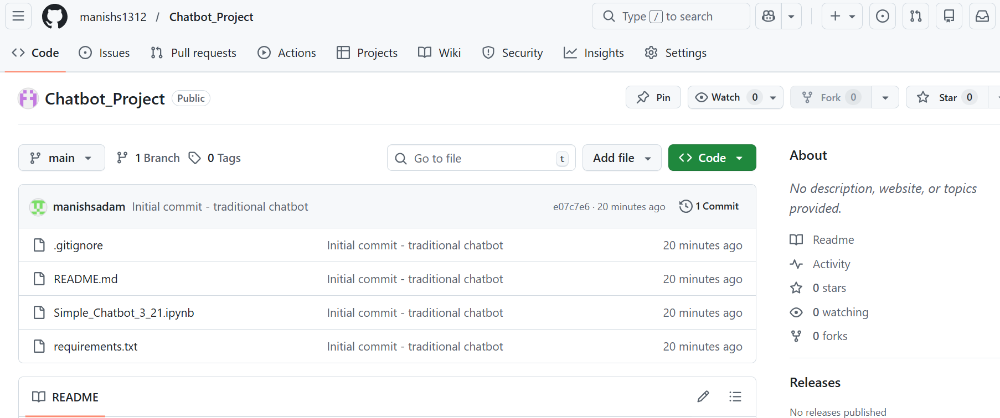 manishs1312 / Chatbot_Project
Type / to search
Code
Issues
Pull requests
Actions
Projects
Wiki
Security
Insights
Settings
Chatbot_Project
Public
Pin
Watch 0
Fork 0
Star 0
main
1 Branch
0 Tags
Go to file
t
Add file
Code
manishsadam Initial commit - traditional chatbot
e07c7e6 · 20 minutes ago
1 Commit
.gitignore
Initial commit - traditional chatbot
20 minutes ago
README.md
Initial commit - traditional chatbot
20 minutes ago
Simple_Chatbot_3_21.ipynb
Initial commit - traditional chatbot
20 minutes ago
requirements.txt
Initial commit - traditional chatbot
20 minutes ago
README
About
No description, website, or topics
provided.
Readme
Activity
0 stars
0 watching
0 forks
Releases
No releases published